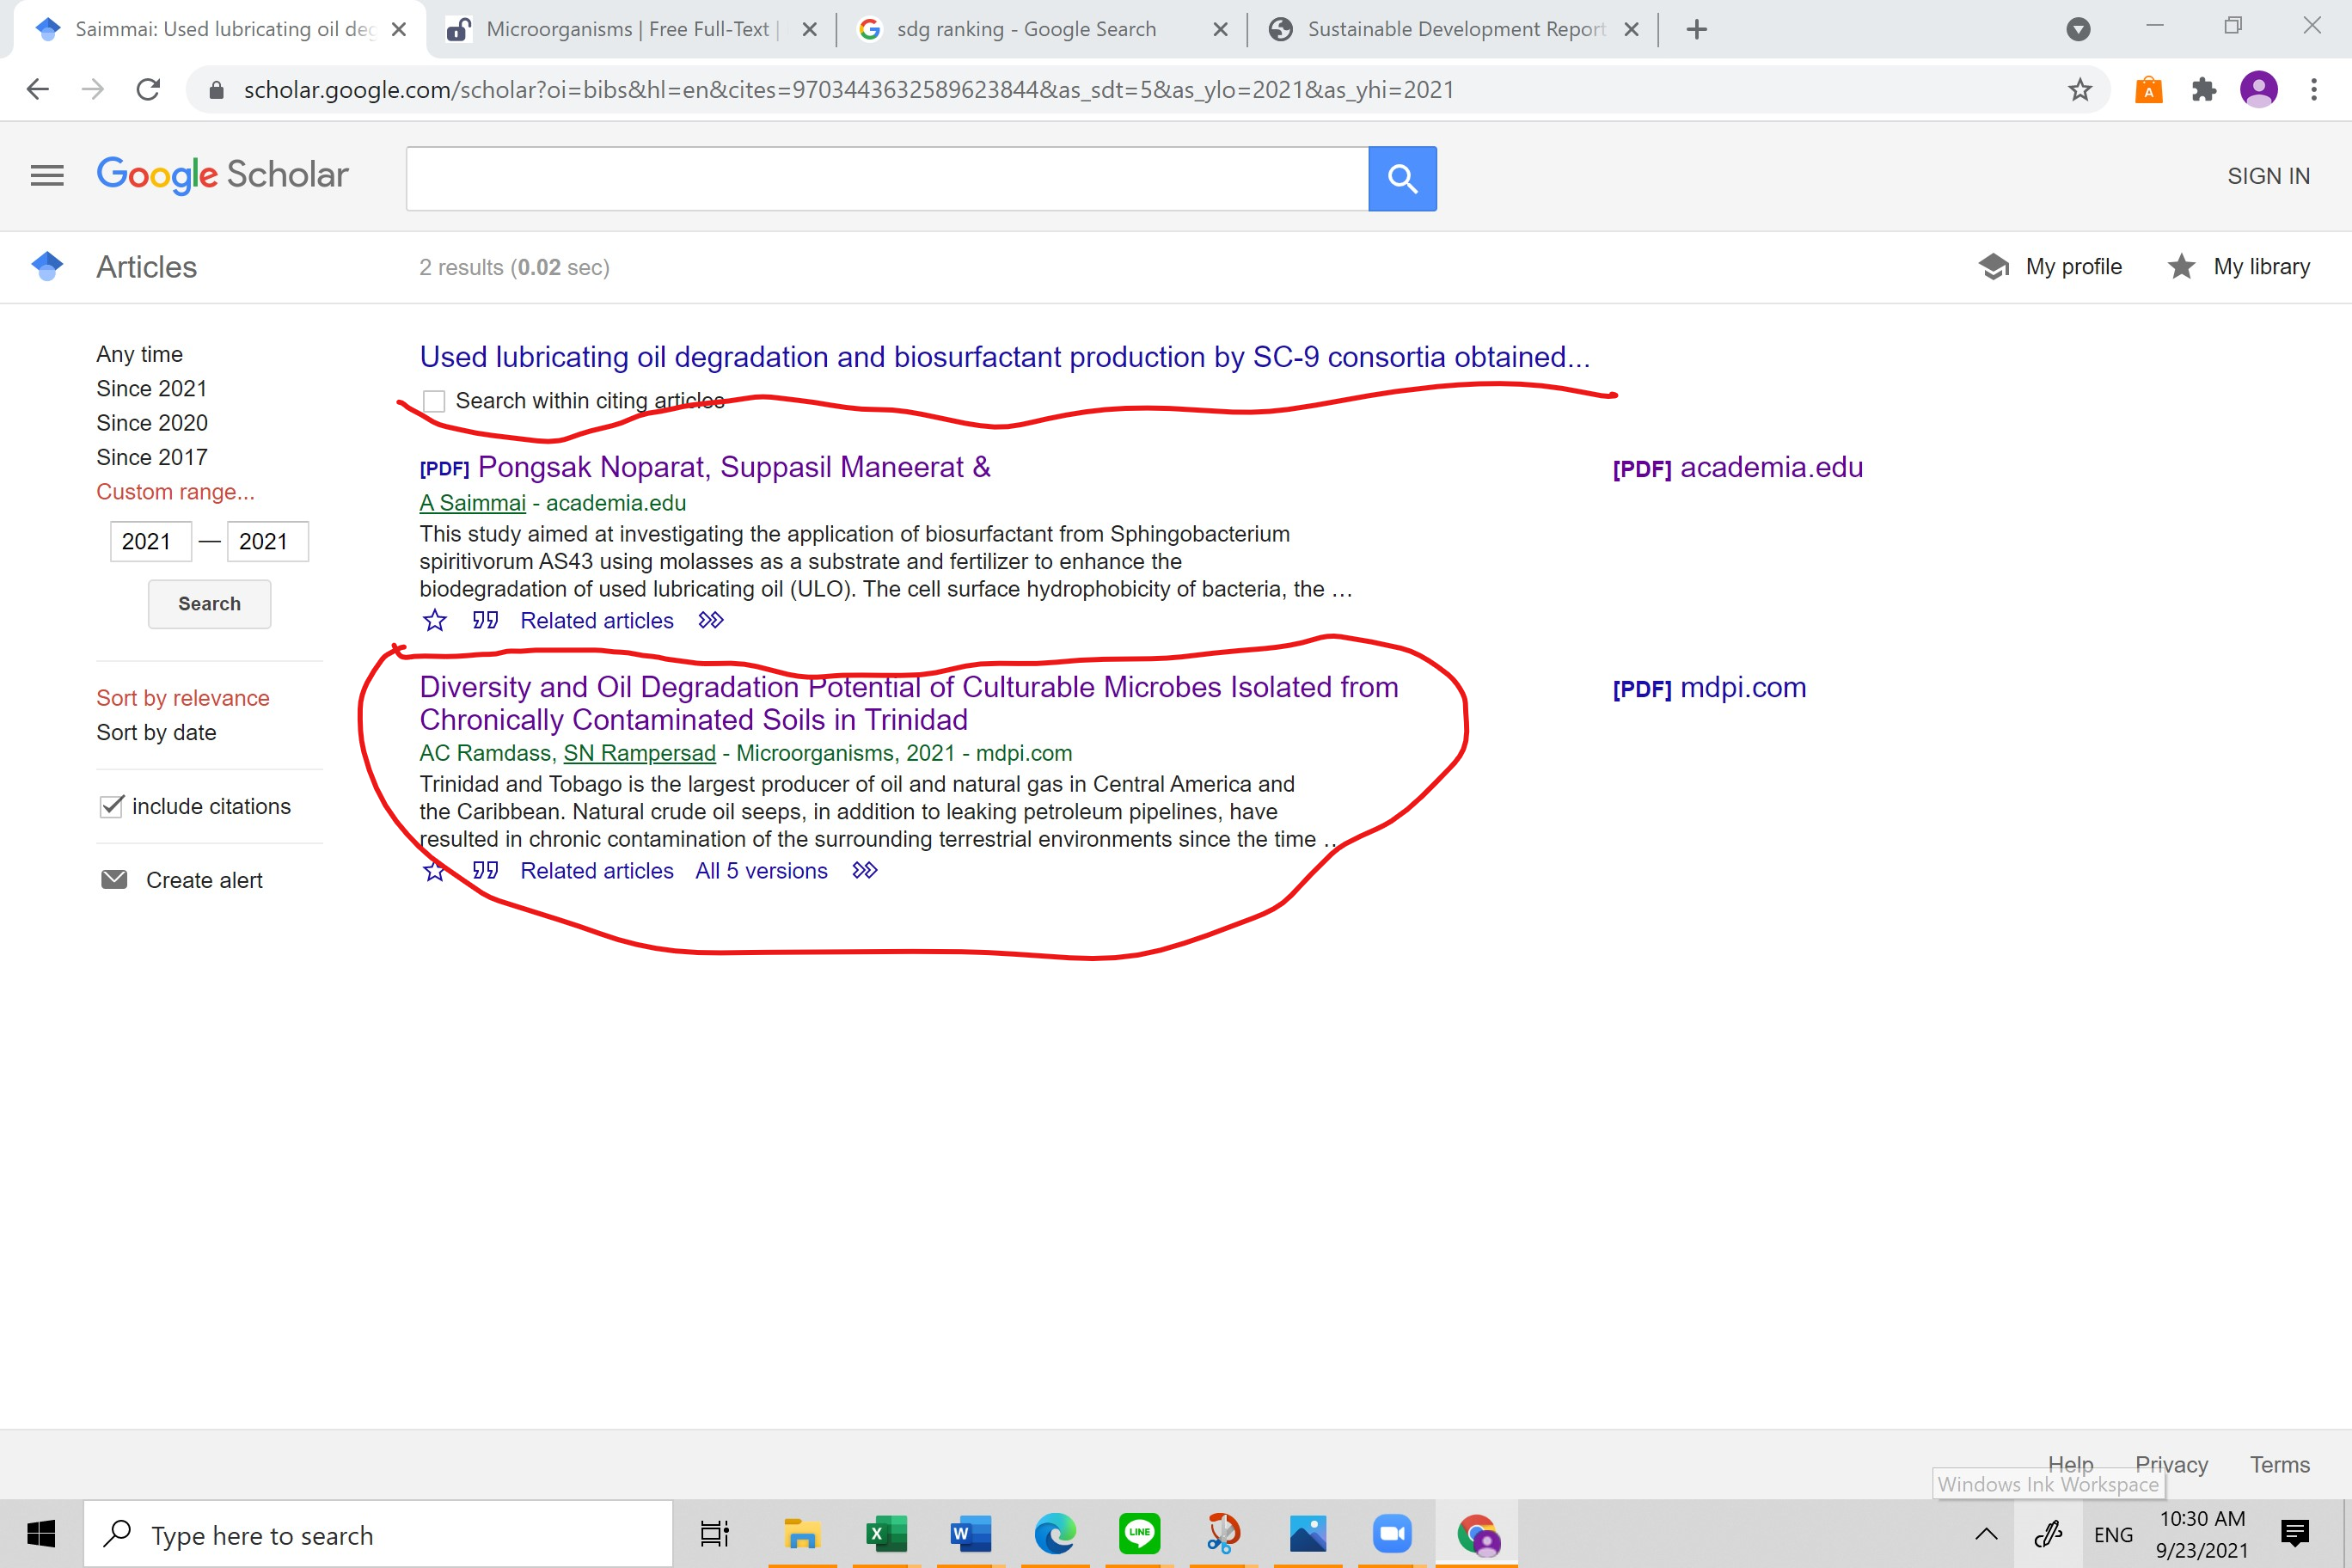 Saimmai: Used lubricating oil deg
Microorganisms | Free Full-Text |
sdg ranking - Google Search
Sustainable Development Report
scholar.google.com/scholar?oi=bibs&hl=en&cites=9703443632589623844&as_sdt=5&as_ylo=2021&as_yhi=2021
Google Scholar
SIGN IN
Articles
2 results (0.02 sec)
My profile
My library
Any time
Since 2021
Since 2020
Since 2017
Custom range...
2021 — 2021
Search
Sort by relevance
Sort by date
include citations
Create alert
Used lubricating oil degradation and biosurfactant production by SC-9 consortia obtained...
Search within citing articles
[PDF] Pongsak Noparat, Suppasil Maneerat &
A Saimmai - academia.edu
This study aimed at investigating the application of biosurfactant from Sphingobacterium
spiritivorum AS43 using molasses as a substrate and fertilizer to enhance the
biodegradation of used lubricating oil (ULO). The cell surface hydrophobicity of bacteria, the …
Related articles
[PDF] academia.edu
Diversity and Oil Degradation Potential of Culturable Microbes Isolated from
Chronically Contaminated Soils in Trinidad
AC Ramdass, SN Rampersad - Microorganisms, 2021 - mdpi.com
Trinidad and Tobago is the largest producer of oil and natural gas in Central America and
the Caribbean. Natural crude oil seeps, in addition to leaking petroleum pipelines, have
resulted in chronic contamination of the surrounding terrestrial environments since the time …
Related articles All 5 versions
[PDF] mdpi.com
Help Privacy Terms
Windows Ink Workspace
Type here to search
LINE
ENG
10:30 AM
9/23/2021